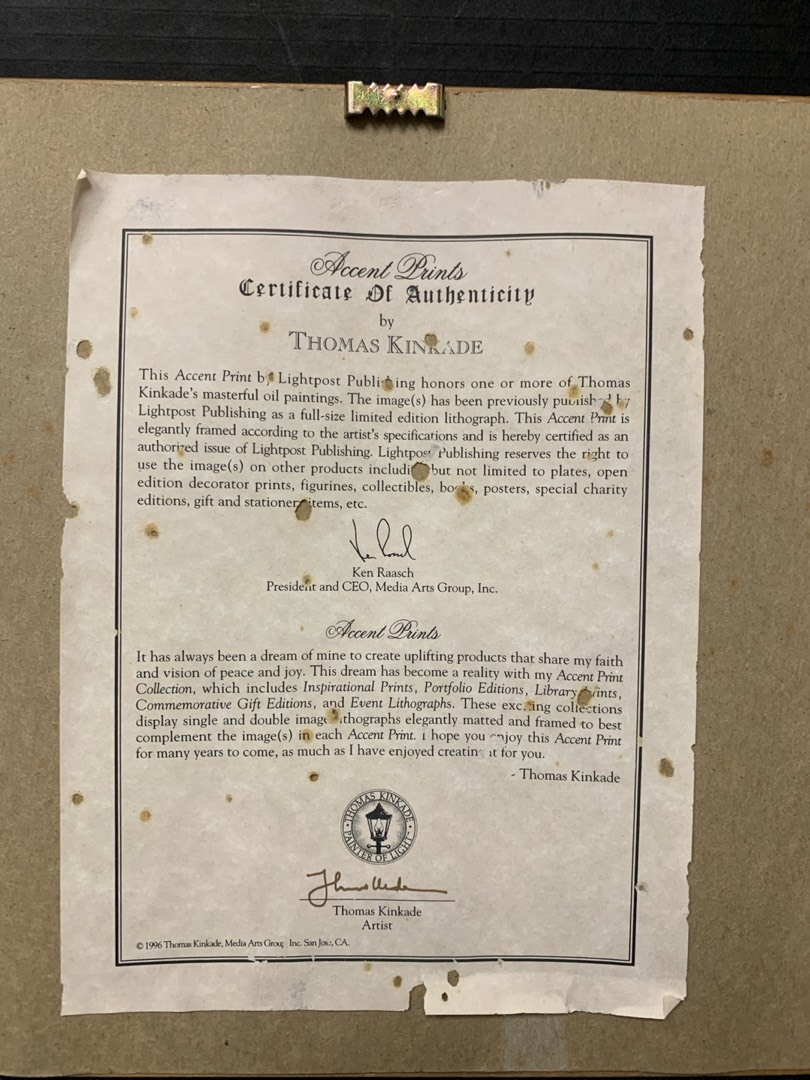 Accent Prints
Certificate Of Authenticity
by
THOMAS KINKADE
This Accent Print by Lightpost Publishing honors one or more of Thomas
Kinkade's masterful oil paintings. The image(s) has been previously published by
Lightpost Publishing as a full-size limited edition lithograph. This Accent Print is
elegantly framed according to the artist's specifications and is hereby certified as an
authorized issue of Lightpost Publishing. Lightpost Publishing reserves the right to
use the image(s) on other products including but not limited to plates, open
edition decorator prints, figurines, collectibles, books, posters, special charity
editions, gift and stationery items, etc.
Ken Raasch
Ken Raasch
President and CEO, Media Arts Group, Inc.
Accent Prints
It has always been a dream of mine to create uplifting products that share my faith
and vision of peace and joy. This dream has become a reality with my Accent Print
Collection, which includes Inspirational Prints, Portfolio Editions, Library Prints,
Commemorative Gift Editions, and Event Lithographs. These exciting collections
display single and double image lithographs elegantly matted and framed to best
complement the image(s) in each Accent Print. I hope you enjoy this Accent Print
for many years to come, as much as I have enjoyed creating it for you.
- Thomas Kinkade
• THOMAS KINKADE • PAINTER OF LIGHT™
Thomas Kinkade
Artist
© 1996 Thomas Kinkade, Media Arts Group, Inc. San Jose, CA.